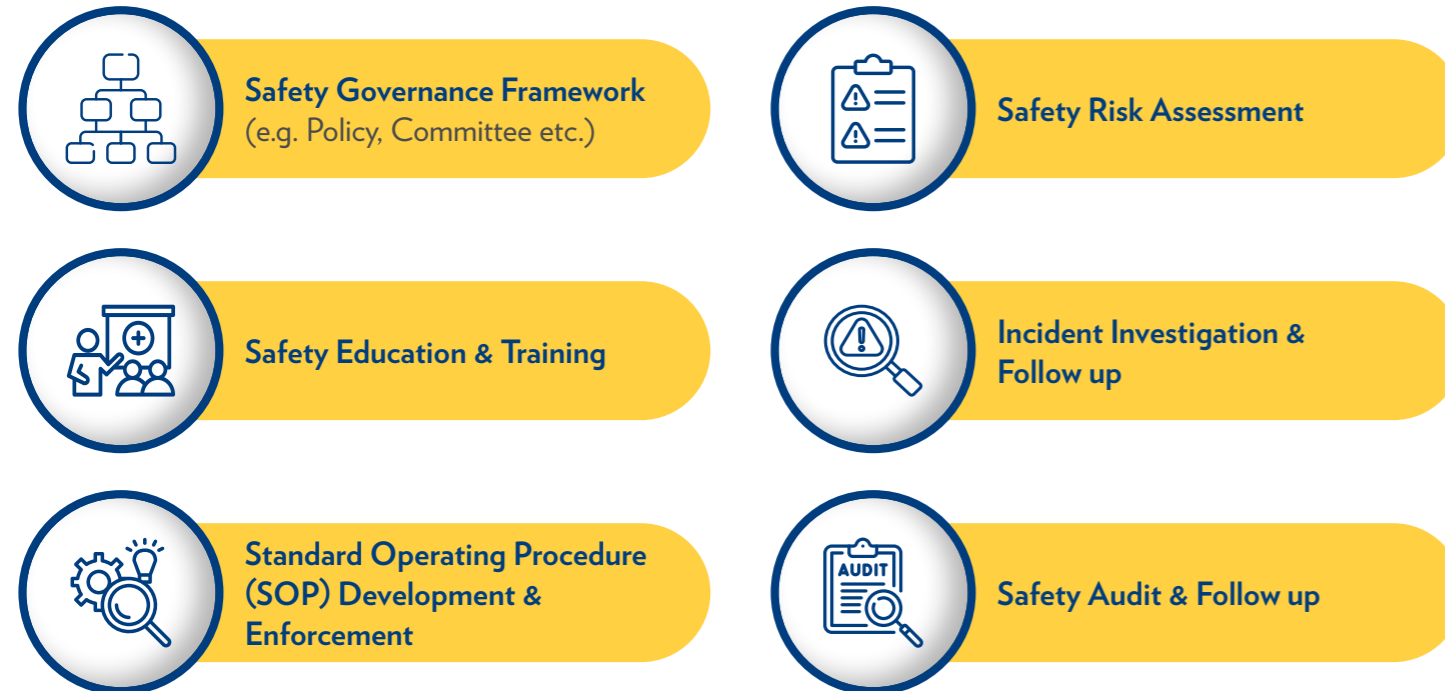 Safety Governance Framework
(e.g. Policy, Committee etc.)
Safety Risk Assessment
Safety Education & Training
Incident Investigation &
Follow up
Standard Operating Procedure
(SOP) Development &
Enforcement
AUDIT
Safety Audit & Follow up